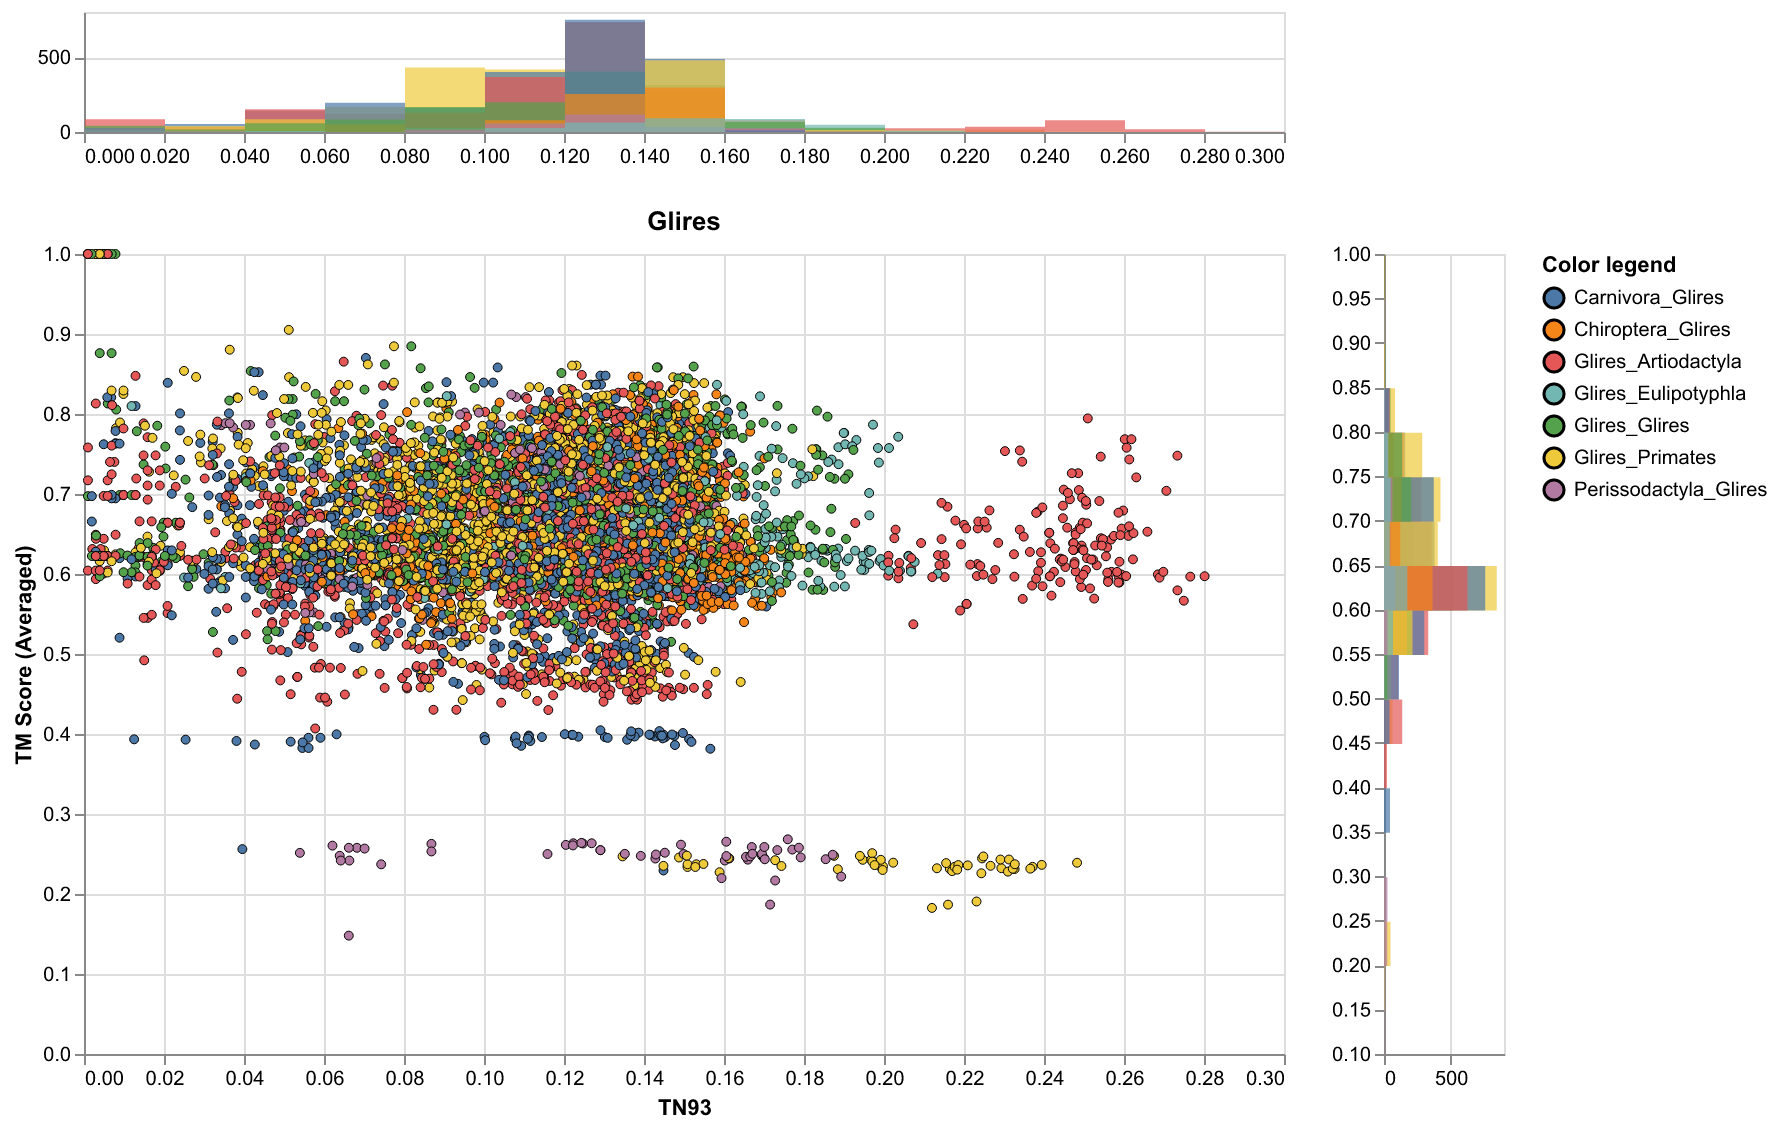 500
0
0.000 0.020 0.040 0.060 0.080 0.100 0.120 0.140 0.160 0.180 0.200 0.220 0.240 0.260 0.280 0.300
Glires
TM Score (Averaged)
1.0
0.9
0.8
0.7
0.6
0.5
0.4
0.3
0.2
0.1
0.0
0.00 0.02 0.04 0.06 0.08 0.10 0.12 0.14 0.16 0.18 0.20 0.22 0.24 0.26 0.28 0.30
TN93
1.00
0.95
0.90
0.85
0.80
0.75
0.70
0.65
0.60
0.55
0.50
0.45
0.40
0.35
0.30
0.25
0.20
0.15
0.10
0 500
Color legend
Carnivora_Glires
Chiroptera_Glires
Glires_Artiodactyla
Glires_Eulipotyphla
Glires_Glires
Glires_Primates
Perissodactyla_Glires